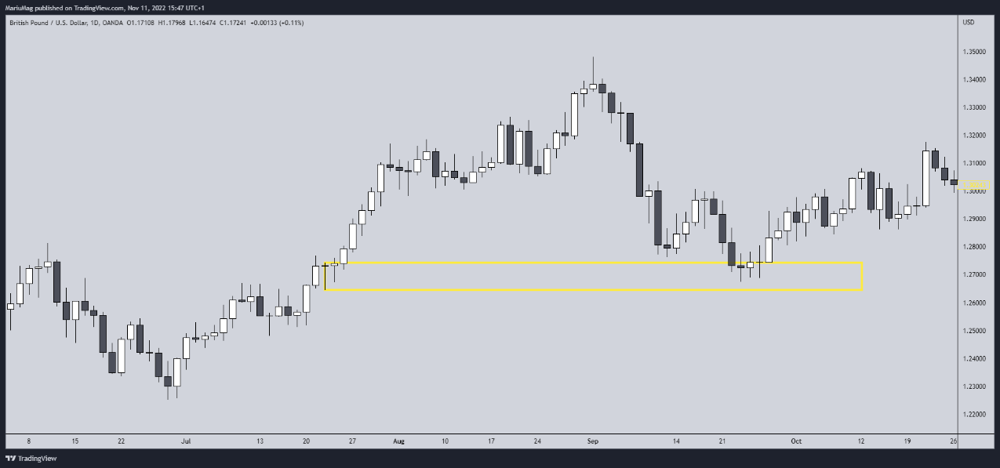 MariuMag published on TradingView.com, Nov 11, 2022 15:47 UTC+1
British Pound / U.S. Dollar, 1D, OANDA O1.17108 H1.17968 L1.16474 C1.17241 +0.00133 (+0.11%)
USD
1.35000
1.34000
1.33000
1.32000
1.31000
1.30000
1.29000
1.28000
1.27000
1.26000
1.25000
1.24000
1.23000
1.22000
8 15 22 Jul 13 20 27 Aug 10 17 24 Sep 14 21 Oct 12 19 26
TradingView